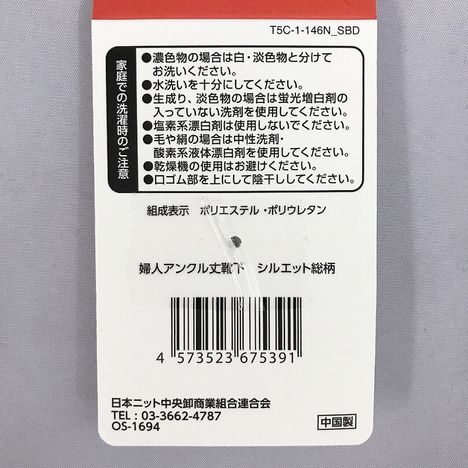 T5C-1-146N_SBD
家庭での洗濯時のご注意
●濃色物の場合は白・淡色物と分けて
お洗いください。
●水洗いを十分にしてください。
●生成り、淡色物の場合は蛍光増白剤の
入っていない洗剤を使用してください。
●塩素系漂白剤は使用しないでください。
●毛や絹の場合は中性洗剤・
酸素系液体漂白剤を使用してください。
●乾燥機の使用はお避けください。
●口ゴム部を上にして陰干ししてください。
組成表示 ポリエステル・ポリウレタン
婦人アンクル丈靴下 シルエット総柄
4 573523 675391
日本ニット中央卸商業組合連合会
TEL : 03-3662-4787
OS-1694
中国製